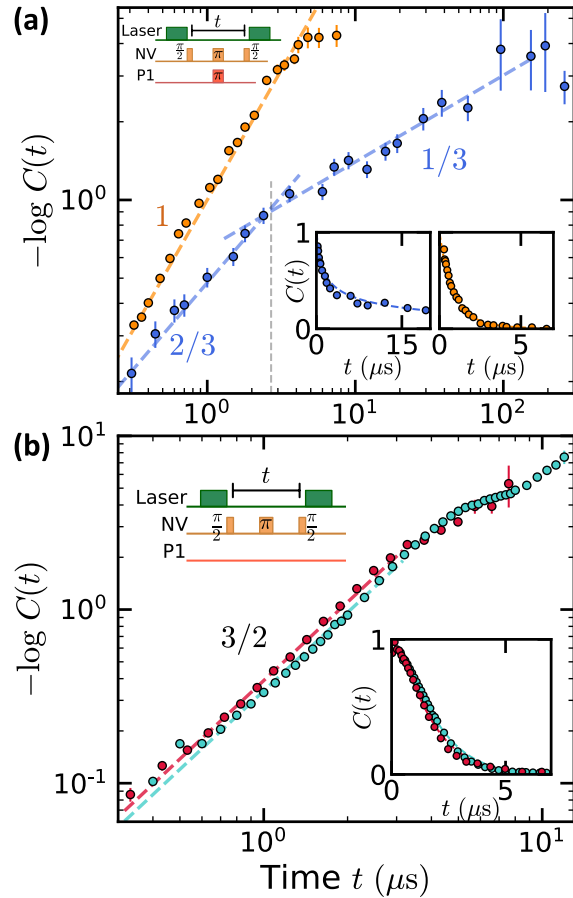 (a)
Laser
t
NV π/2 π π/2
P1 π
−log C(t)
10⁰
1
2/3
1/3
C(t)
1
0
0 15
t (μs)
0 5
t (μs)
10⁰ 10¹ 10²
(b)
10¹
Laser
t
NV π/2 π π/2
P1
−log C(t)
10⁰
3/2
10⁻¹
C(t)
1
0
0 5
t (μs)
10⁰ 10¹
Time t (μs)